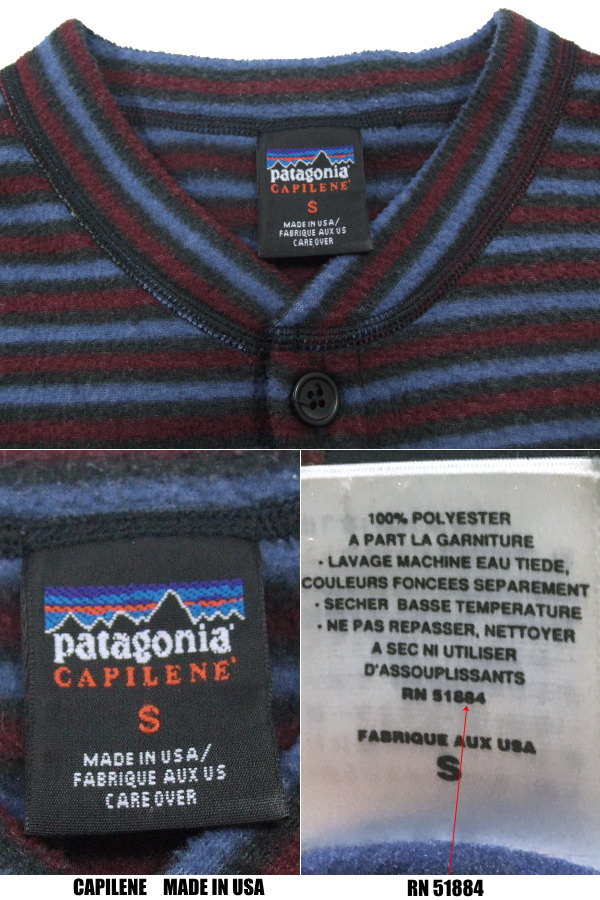 patagonia®
CAPILENE®
S
MADE IN USA/
FABRIQUE AUX US
CARE OVER
patagonia®
CAPILENE®
S
MADE IN USA/
FABRIQUE AUX US
CARE OVER
100% POLYESTER
A PART LA GARNITURE
• LAVAGE MACHINE EAU TIEDE,
COULEURS FONCEES SEPAREMENT
• SECHER BASSE TEMPERATURE
• NE PAS REPASSER, NETTOYER
A SEC NI UTILISER
D'ASSOUPLISSANTS
RN 51884
FABRIQUE AUX USA
S
CAPILENE MADE IN USA
RN 51884